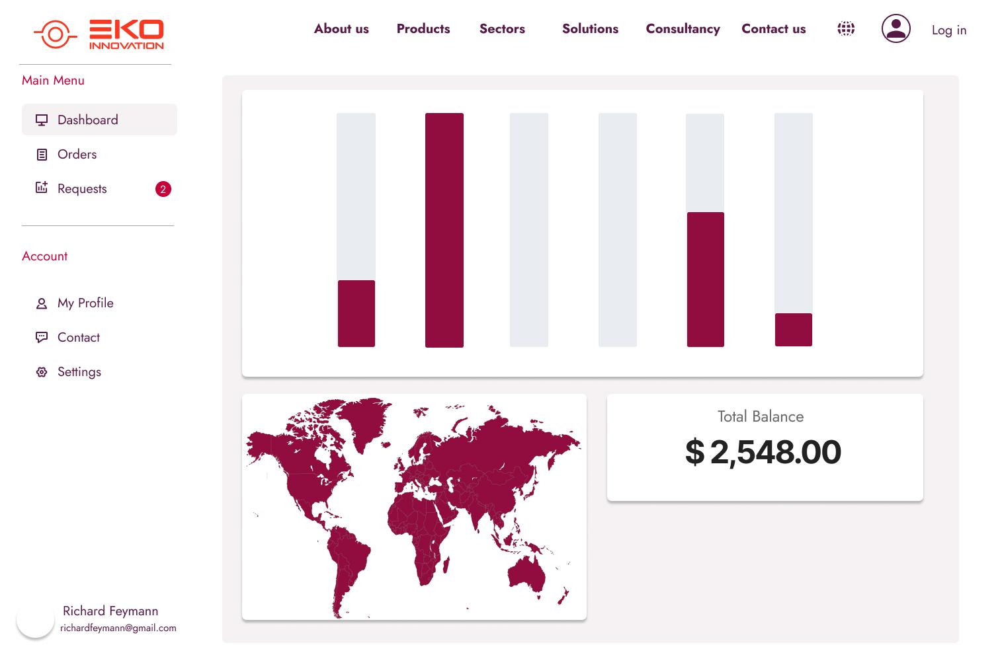 EKO
INNOVATION
About us Products Sectors Solutions Consultancy Contact us Log in
Main Menu
Dashboard
Orders
Requests 2
Account
My Profile
Contact
Settings
Total Balance
$ 2,548.00
Richard Feymann
richardfeymann@gmail.com